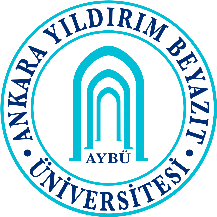 ANKARA YILDIRIM BEYAZIT
ÜNİVERSİTESİ
AYBÜ